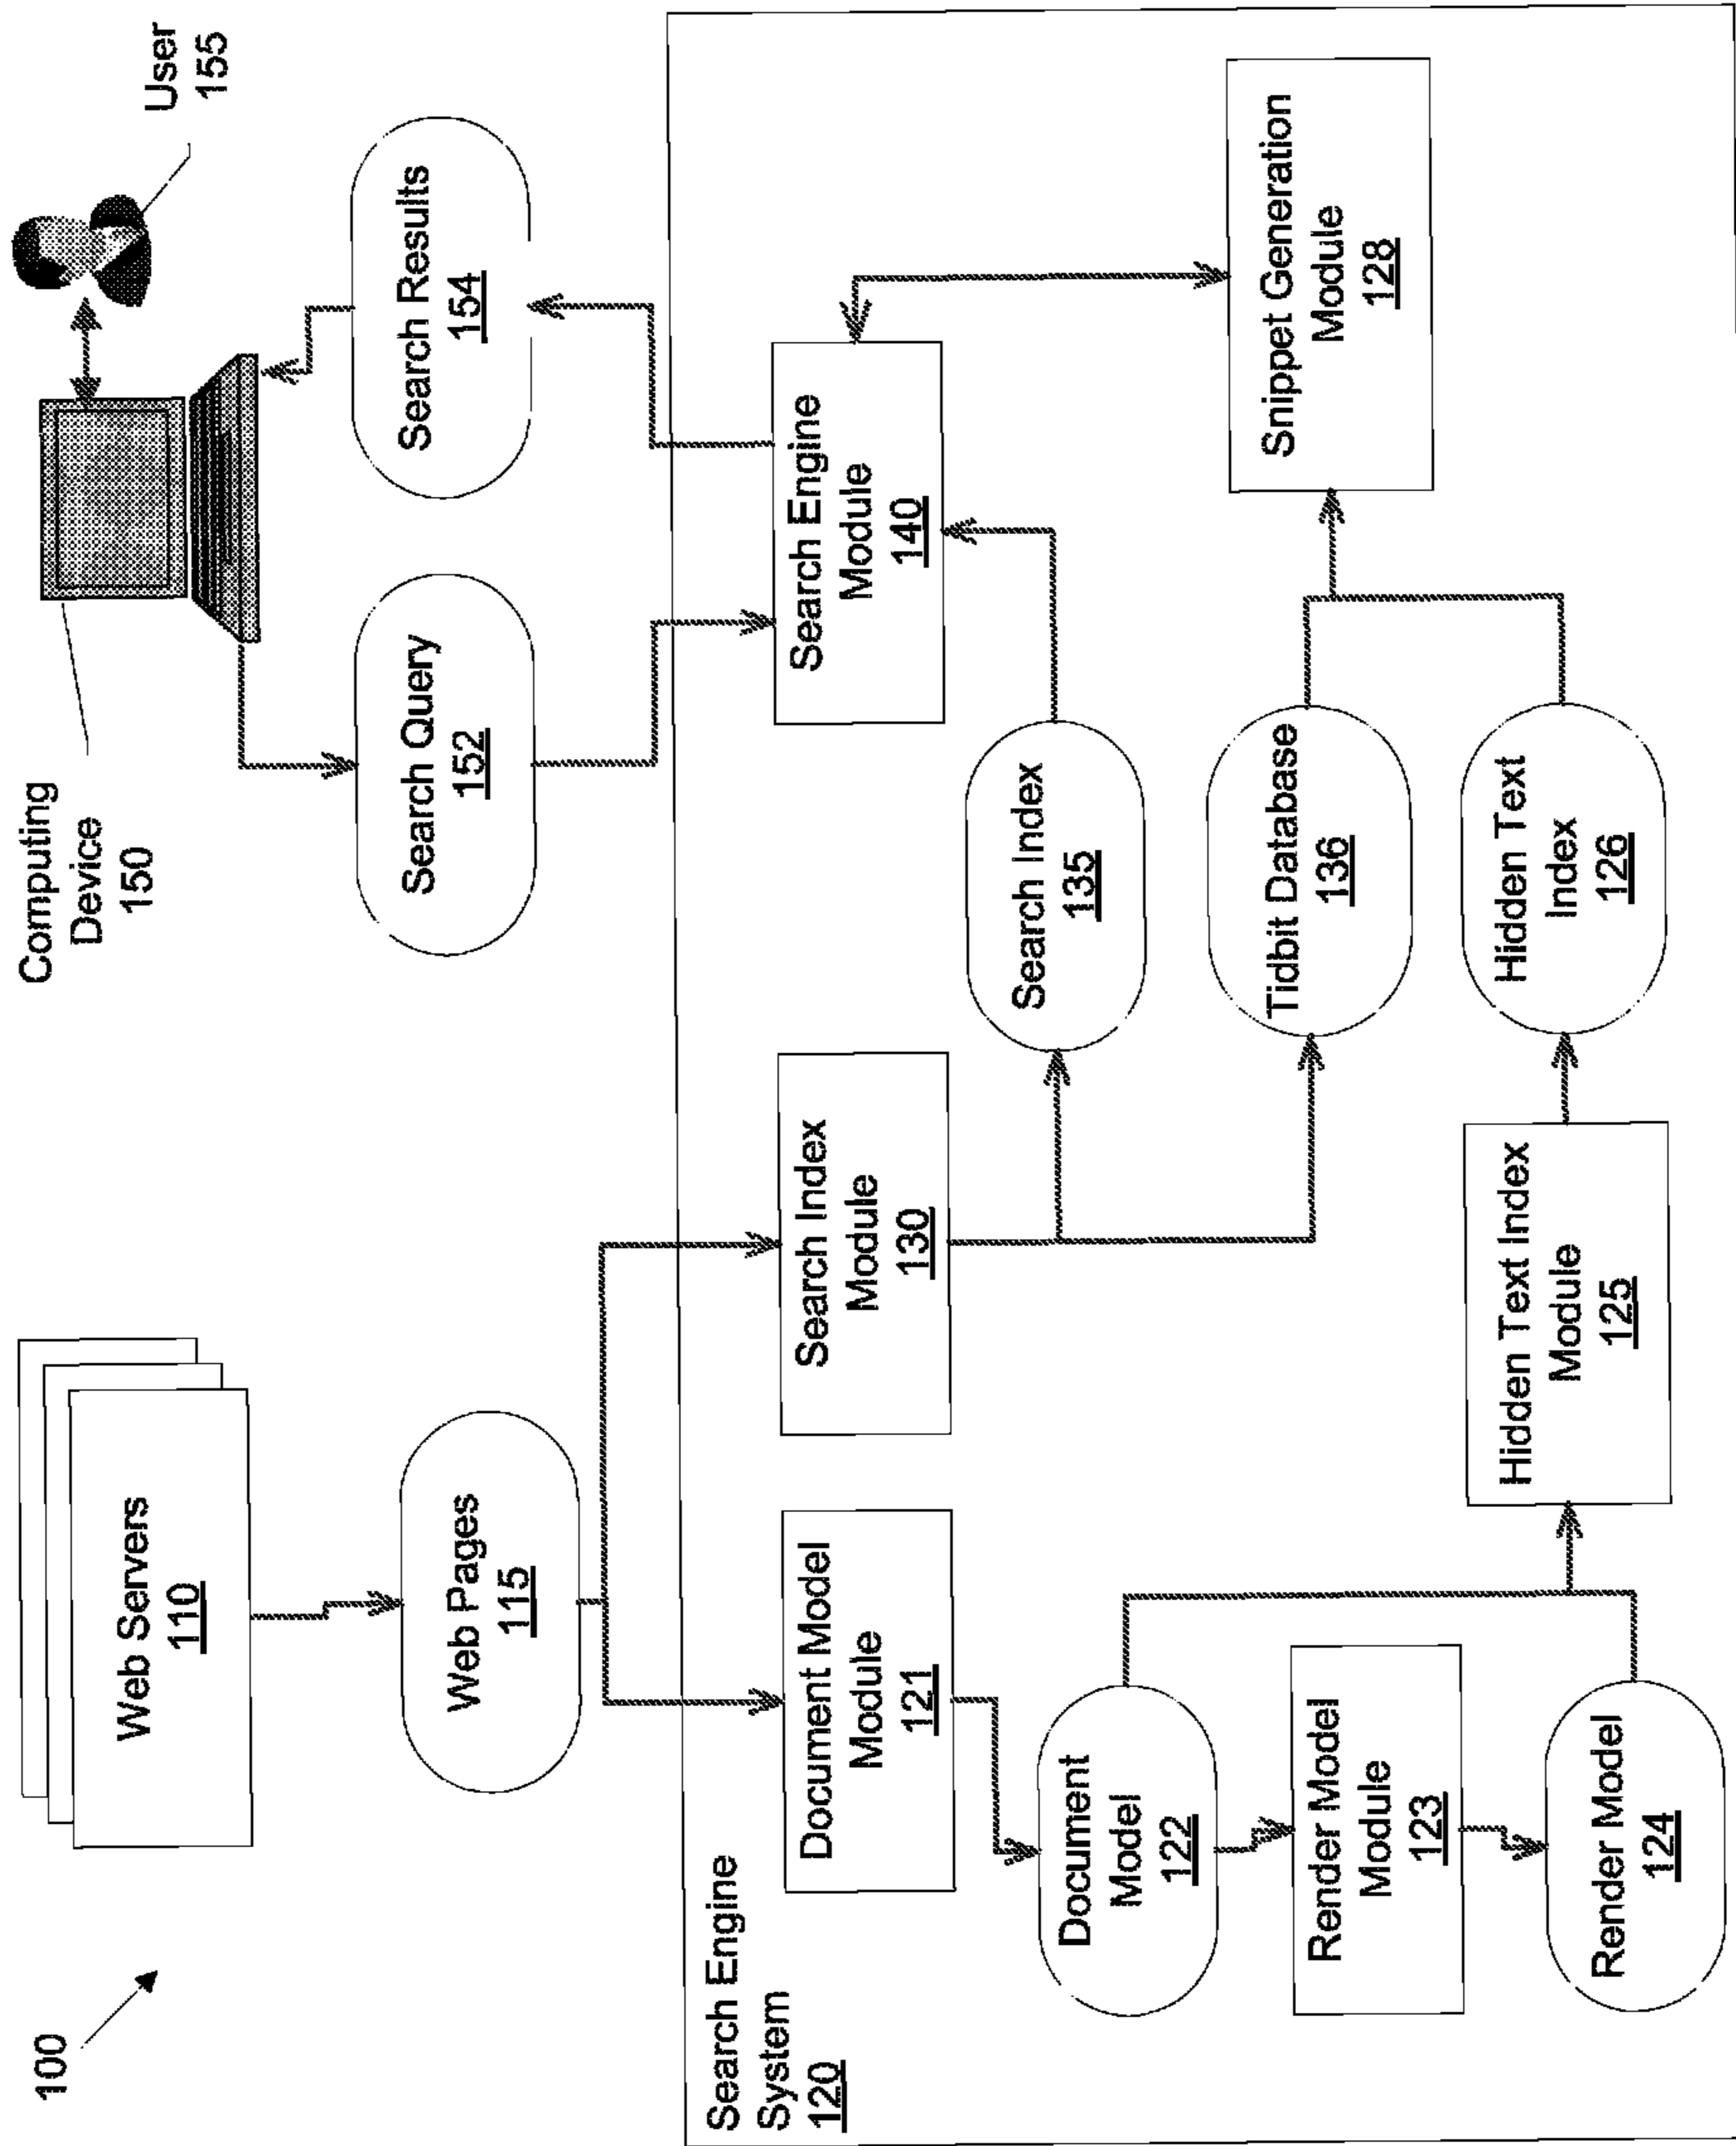 100
Web Servers
110
Computing
Device
150
User
155
Web Pages
115
Search Query
152
Search Results
154
Search Engine
System
120
Document Model
Module
121
Search Index
Module
130
Search Engine
Module
140
Document
Model
122
Search Index
135
Render Model
Module
123
Tidbit Database
136
Snippet Generation
Module
128
Render Model
124
Hidden Text Index
Module
125
Hidden Text
Index
126